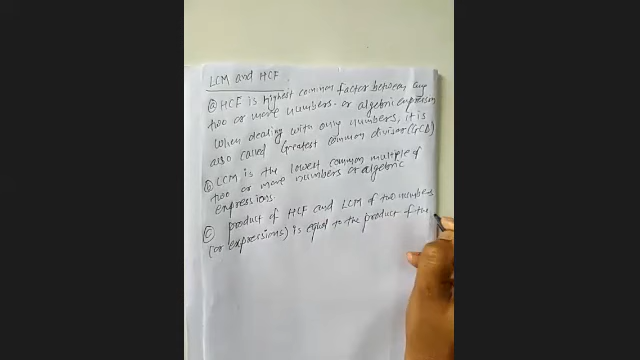 LCM and HCF
ⓐ HCF is highest common factor between any
two or more numbers. or algebric expression
When dealing with only numbers, it is
also called Greatest common divisor (GCD)
ⓑ LCM is the lowest common multiple of
two or more numbers or algebric
expressions.
ⓒ product of HCF and LCM of two numbers
(or expressions) is equal to the product of the